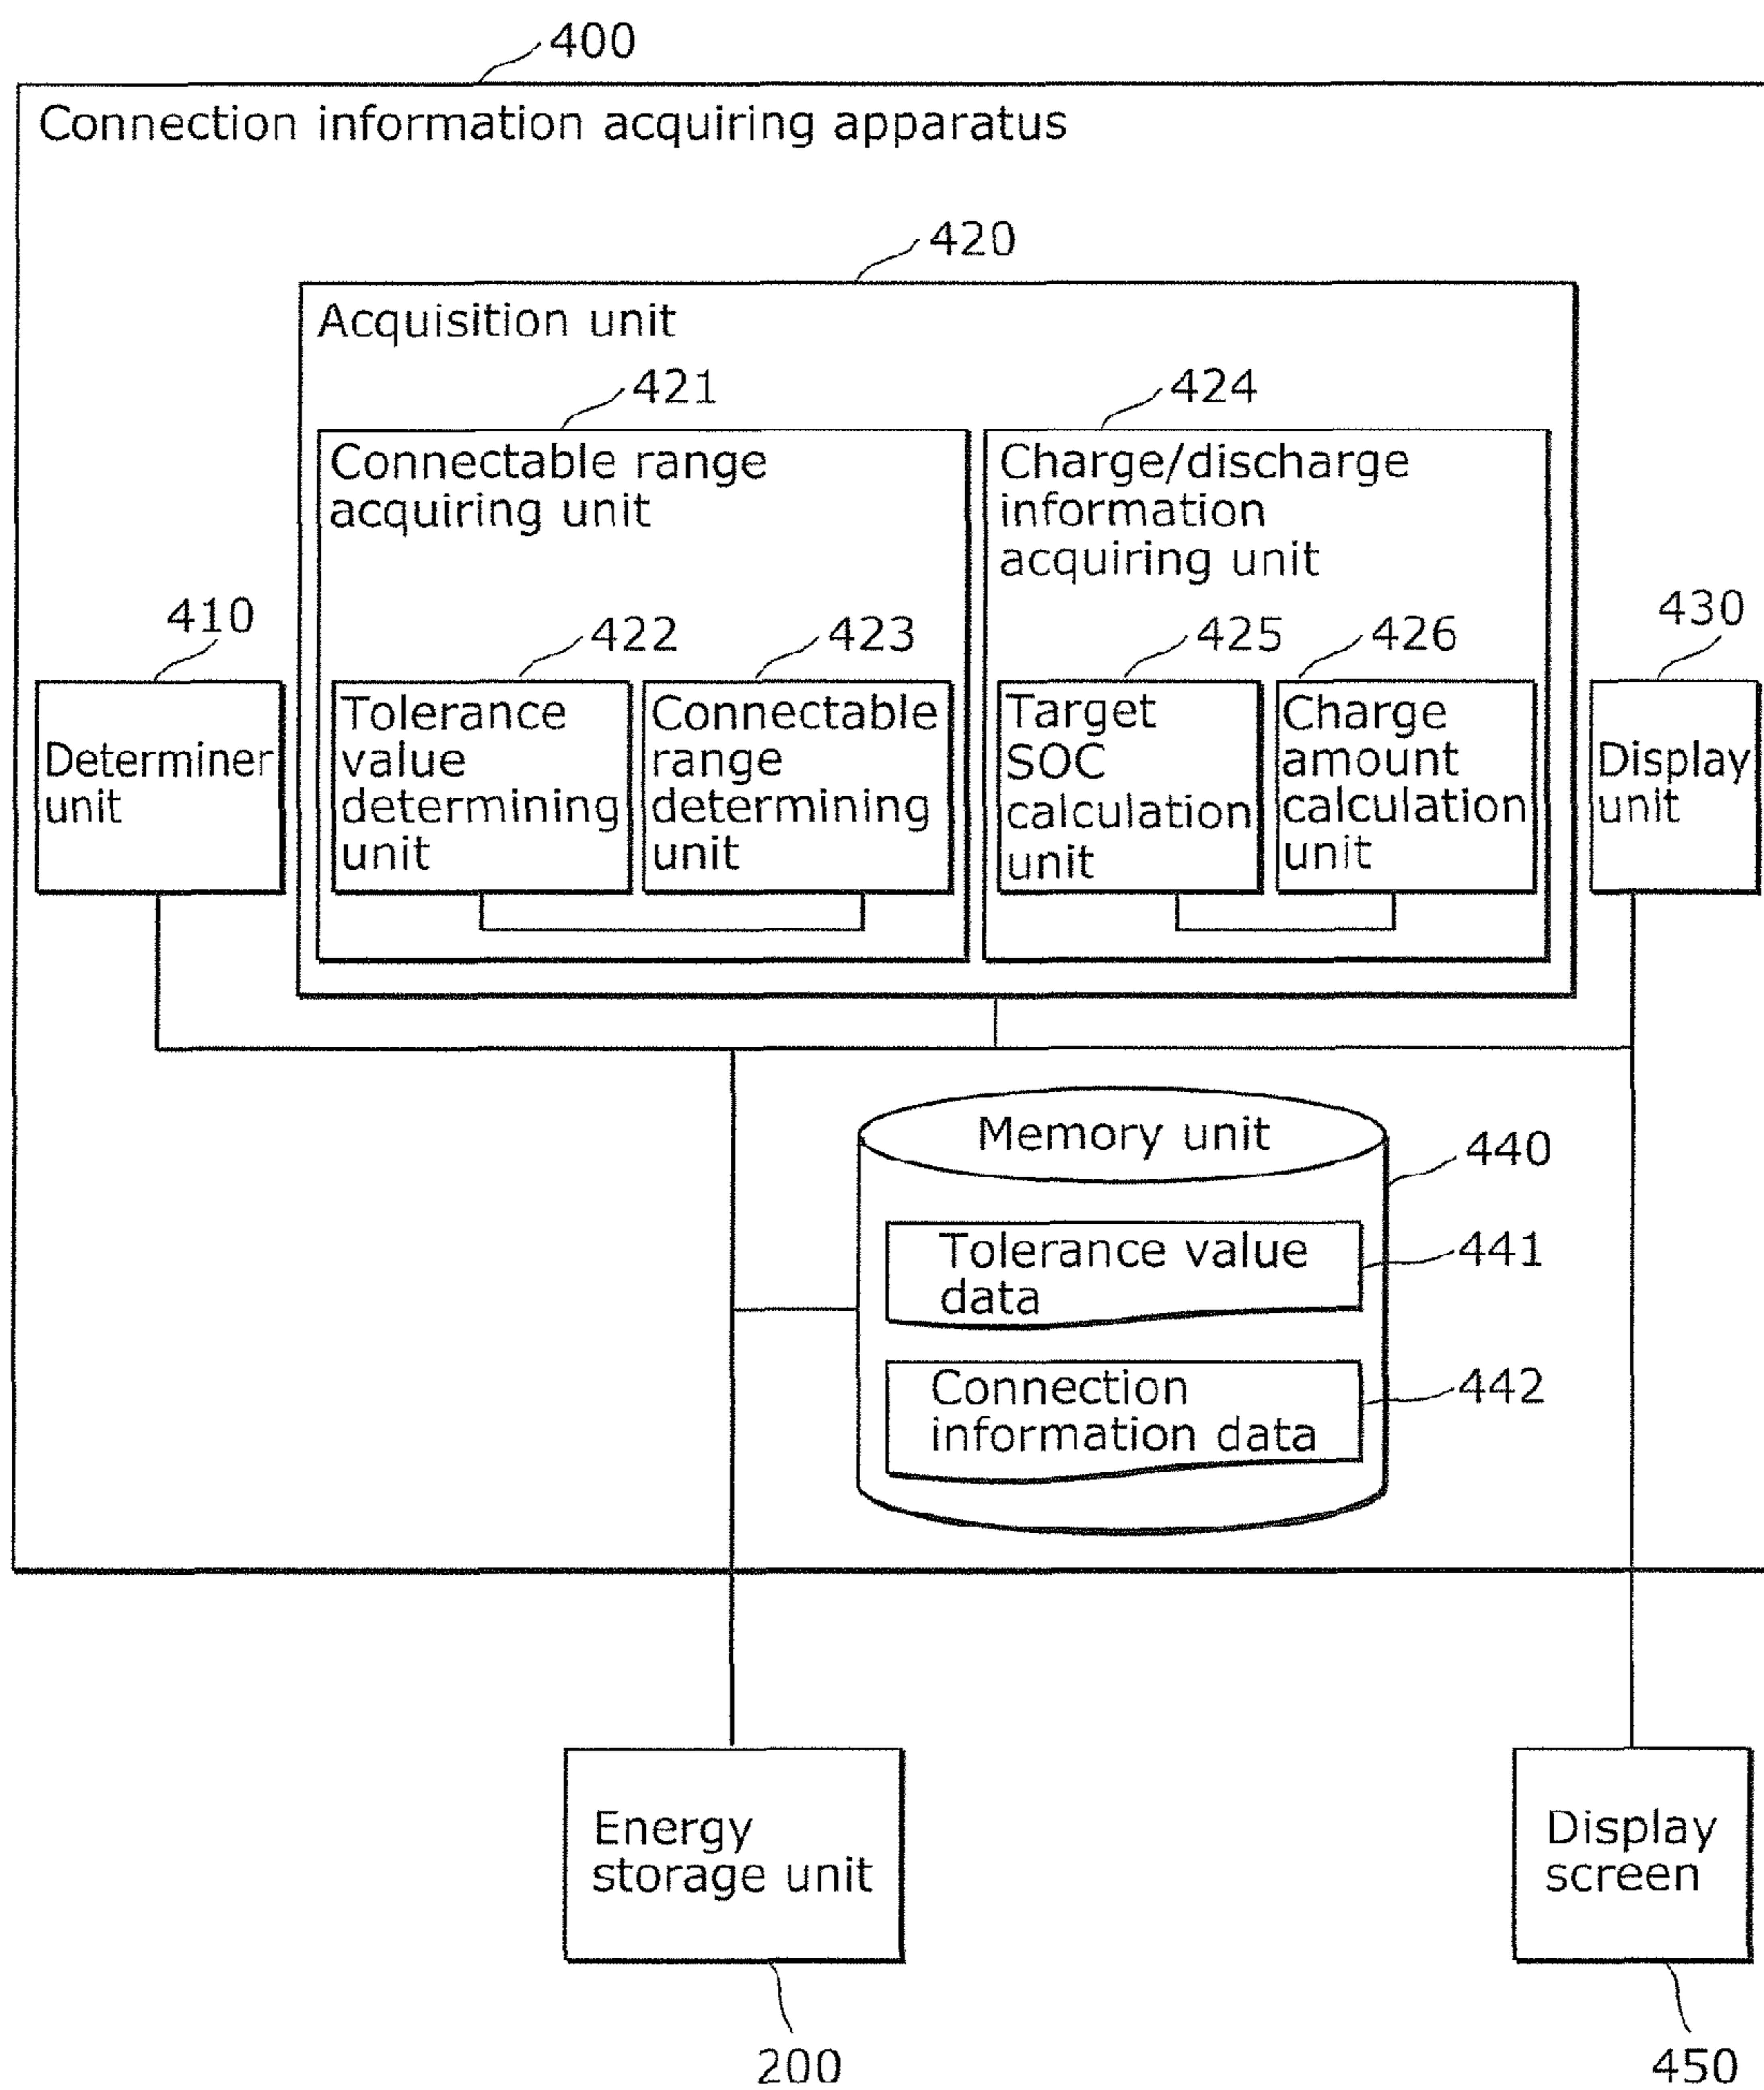 400
Connection information acquiring apparatus
420
Acquisition unit
421
424
Connectable range
acquiring unit
Charge/discharge
information
acquiring unit
410
422
423
425
426
430
Determiner
unit
Tolerance
value
determining
unit
Connectable
range
determining
unit
Target
SOC
calculation
unit
Charge
amount
calculation
unit
Display
unit
Memory unit
440
Tolerance value
data
441
Connection
information data
442
Energy
storage unit
Display
screen
200
450